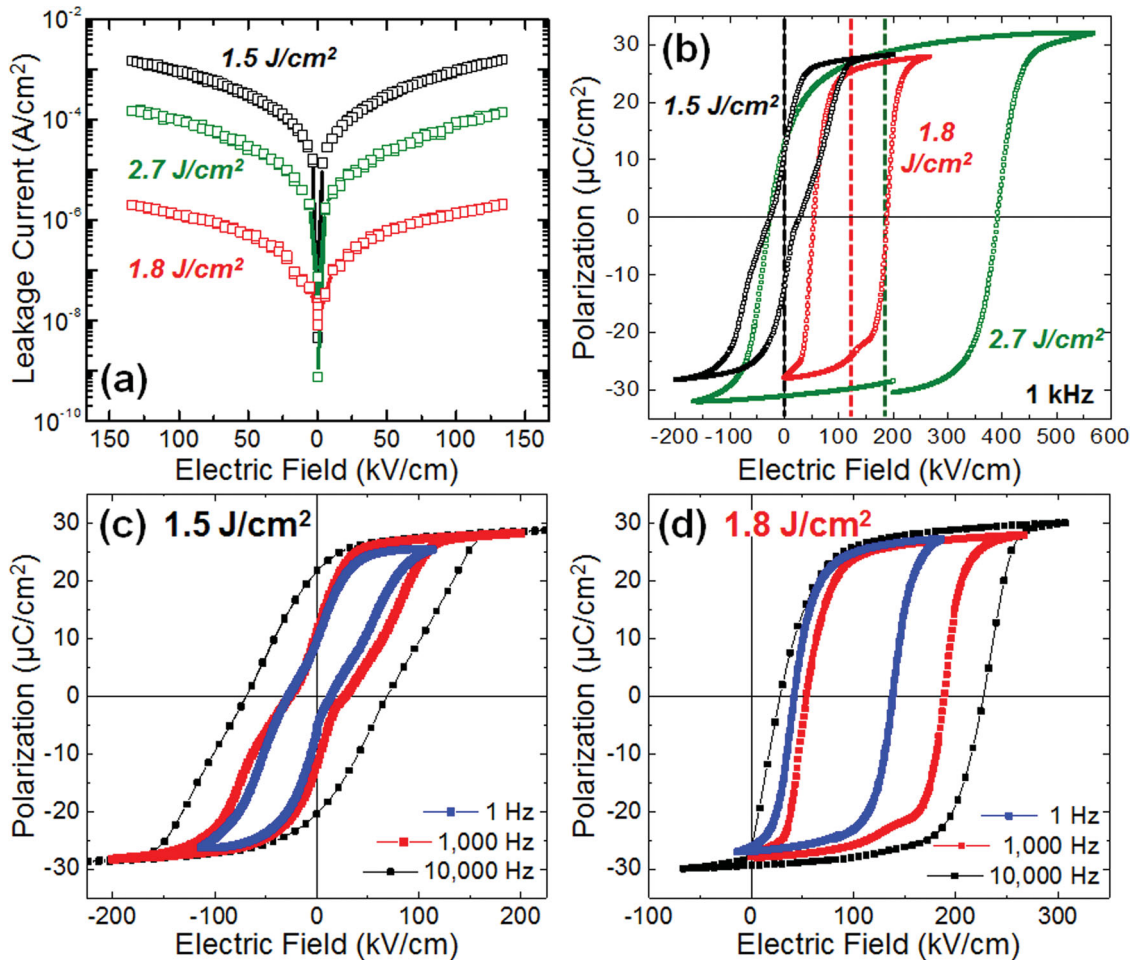 10⁻²
10⁻⁴
10⁻⁶
10⁻⁸
10⁻¹⁰
Leakage Current (A/cm²)
1.5 J/cm²
2.7 J/cm²
1.8 J/cm²
(a)
150 100 50 0 50 100 150
Electric Field (kV/cm)
(b)
30
20
10
0
-10
-20
-30
Polarization (µC/cm²)
1.5 J/cm²
1.8
J/cm²
2.7 J/cm²
1 kHz
-200 -100 0 100 200 300 400 500 600
Electric Field (kV/cm)
(c) 1.5 J/cm²
30
20
10
0
-10
-20
-30
Polarization (µC/cm²)
1 Hz
1,000 Hz
10,000 Hz
-200 -100 0 100 200
Electric Field (kV/cm)
(d) 1.8 J/cm²
30
20
10
0
-10
-20
-30
Polarization (µC/cm²)
1 Hz
1,000 Hz
10,000 Hz
-100 0 100 200 300
Electric Field (kV/cm)